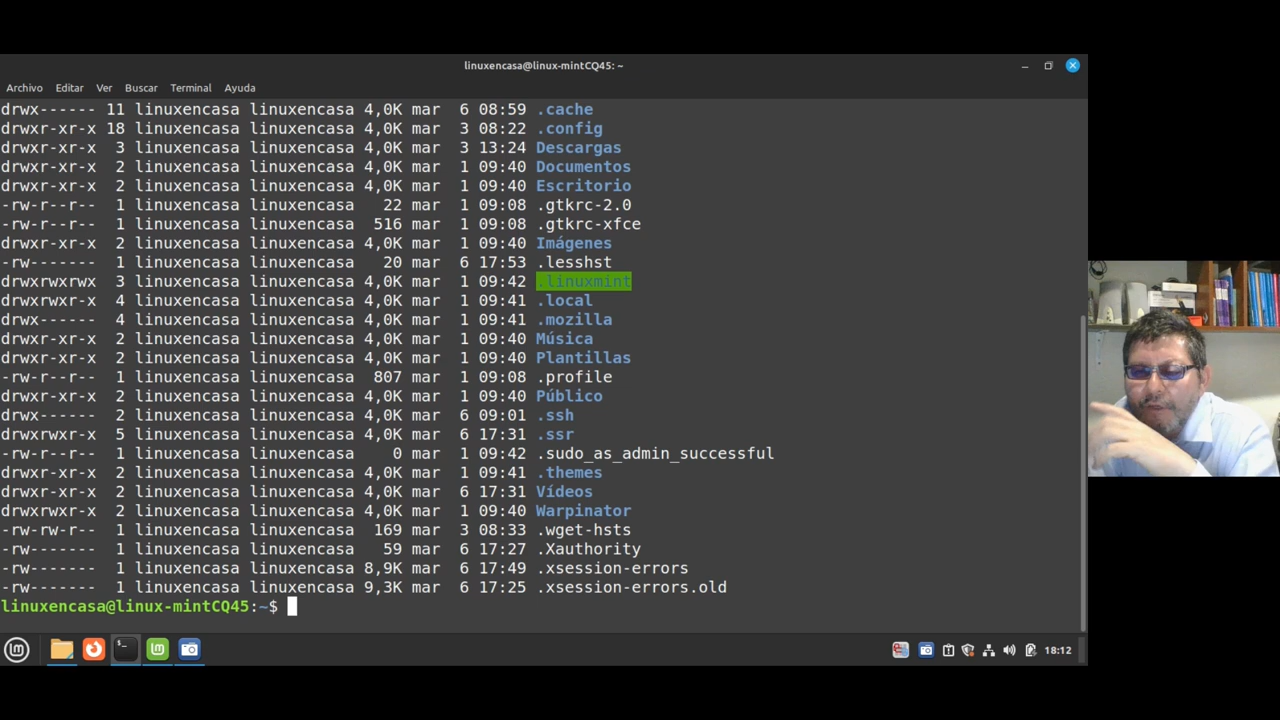 linuxencasa@linux-mintCQ45: ~
Archivo Editar Ver Buscar Terminal Ayuda
drwx------ 11 linuxencasa linuxencasa 4,0K mar  6 08:59 .cache
drwxr-xr-x 18 linuxencasa linuxencasa 4,0K mar  3 08:22 .config
drwxr-xr-x  3 linuxencasa linuxencasa 4,0K mar  3 13:24 Descargas
drwxr-xr-x  2 linuxencasa linuxencasa 4,0K mar  1 09:40 Documentos
drwxr-xr-x  2 linuxencasa linuxencasa 4,0K mar  1 09:40 Escritorio
-rw-r--r--  1 linuxencasa linuxencasa   22 mar  1 09:08 .gtkrc-2.0
-rw-r--r--  1 linuxencasa linuxencasa  516 mar  1 09:08 .gtkrc-xfce
drwxr-xr-x  2 linuxencasa linuxencasa 4,0K mar  1 09:40 Imágenes
-rw-------  1 linuxencasa linuxencasa   20 mar  6 17:53 .lesshst
drwxrwxrwx  3 linuxencasa linuxencasa 4,0K mar  1 09:42 .linuxmint
drwxrwxr-x  4 linuxencasa linuxencasa 4,0K mar  1 09:41 .local
drwx------  4 linuxencasa linuxencasa 4,0K mar  1 09:41 .mozilla
drwxr-xr-x  2 linuxencasa linuxencasa 4,0K mar  1 09:40 Música
drwxr-xr-x  2 linuxencasa linuxencasa 4,0K mar  1 09:40 Plantillas
-rw-r--r--  1 linuxencasa linuxencasa  807 mar  1 09:08 .profile
drwxr-xr-x  2 linuxencasa linuxencasa 4,0K mar  1 09:40 Público
drwx------  2 linuxencasa linuxencasa 4,0K mar  6 09:01 .ssh
drwxrwxr-x  5 linuxencasa linuxencasa 4,0K mar  6 17:31 .ssr
-rw-r--r--  1 linuxencasa linuxencasa    0 mar  1 09:42 .sudo_as_admin_successful
drwxr-xr-x  2 linuxencasa linuxencasa 4,0K mar  1 09:41 .themes
drwxr-xr-x  2 linuxencasa linuxencasa 4,0K mar  6 17:31 Vídeos
drwxrwxr-x  2 linuxencasa linuxencasa 4,0K mar  1 09:40 Warpinator
-rw-rw-r--  1 linuxencasa linuxencasa  169 mar  3 08:33 .wget-hsts
-rw-------  1 linuxencasa linuxencasa   59 mar  6 17:27 .Xauthority
-rw-------  1 linuxencasa linuxencasa 8,9K mar  6 17:49 .xsession-errors
-rw-------  1 linuxencasa linuxencasa 9,3K mar  6 17:25 .xsession-errors.old
linuxencasa@linux-mintCQ45:~$
18:12